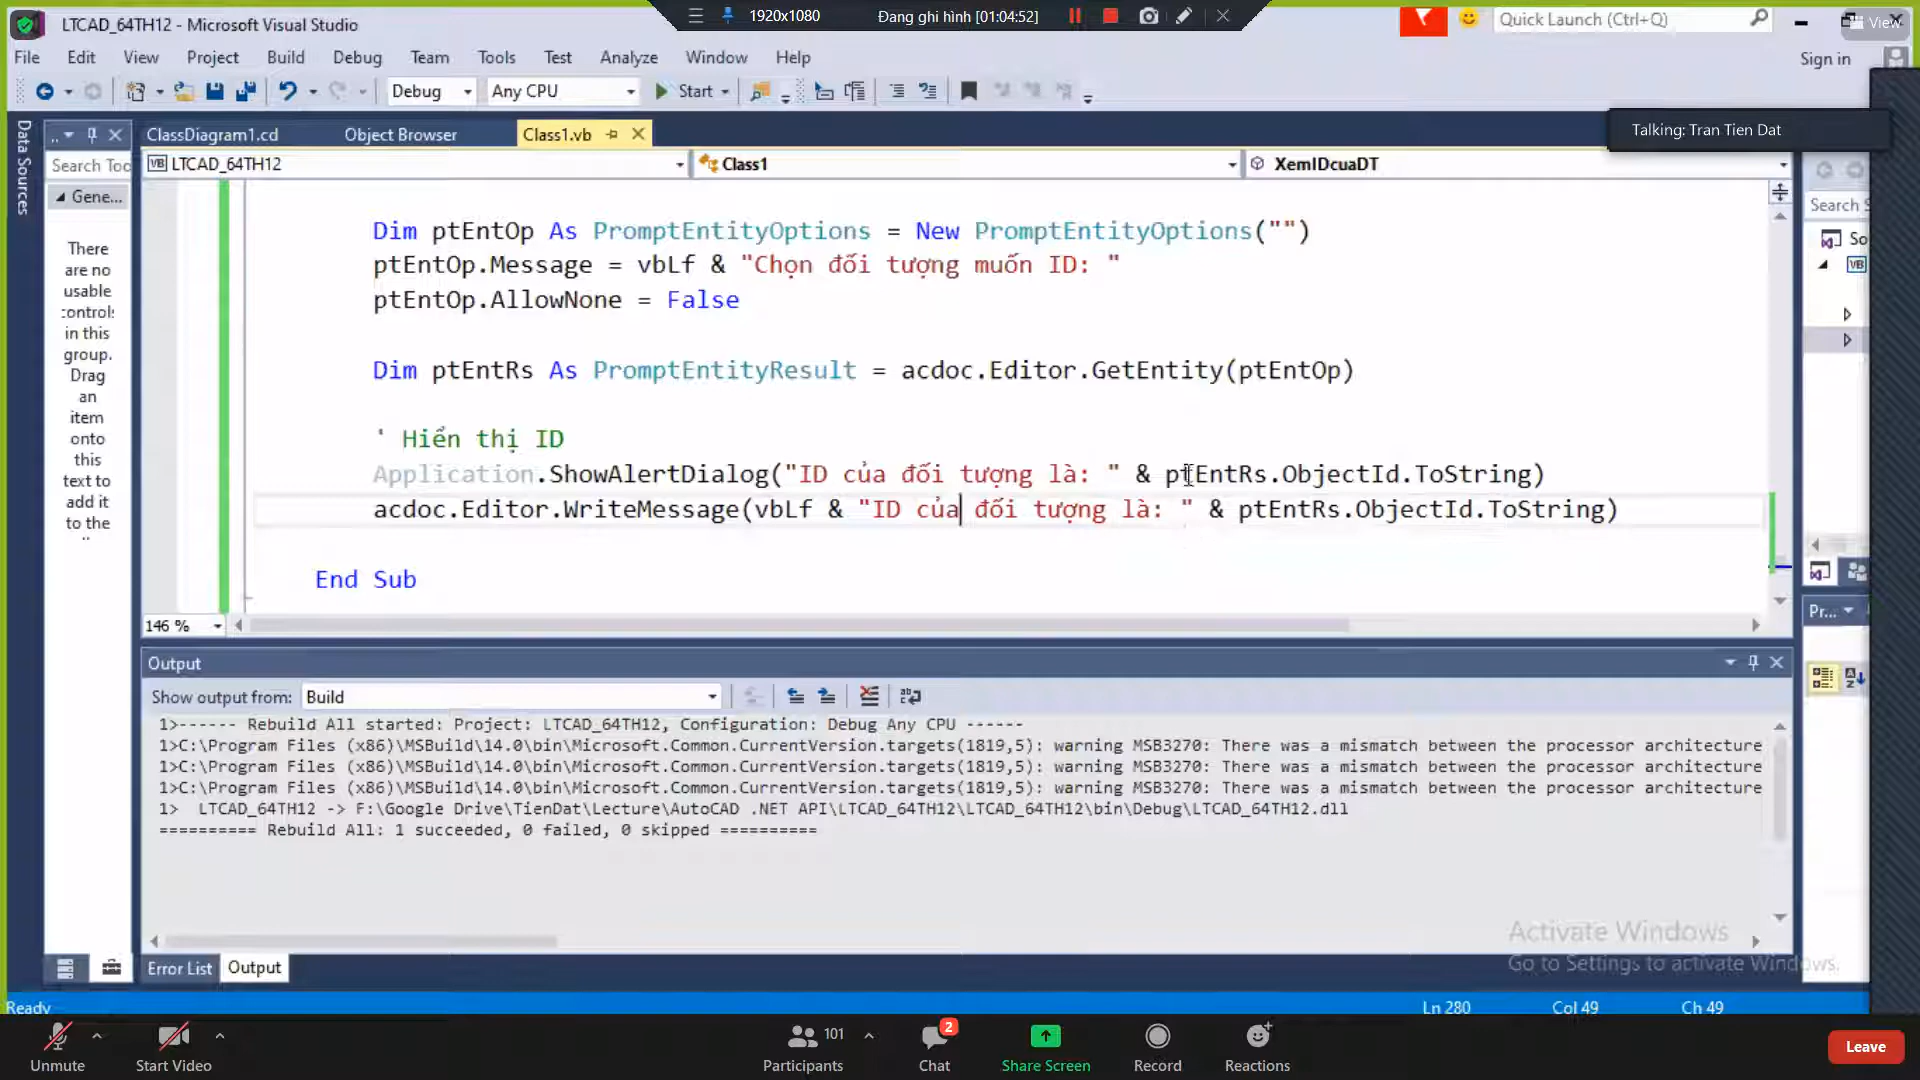 LTCAD_64TH12 - Microsoft Visual Studio
1920x1080
Đang ghi hình [01:04:52]
Quick Launch (Ctrl+Q)
View
File Edit View Project Build Debug Team Tools Test Analyze Window Help
Sign in
Debug
Any CPU
Start
Talking: Tran Tien Dat
Data Sources
ClassDiagram1.cd
Object Browser
Class1.vb
Search Too
LTCAD_64TH12
Class1
XemIDcuaDT
Gene...
Search S
So
There
are no
usable
controls
in this
group.
Drag
an
item
onto
this
text to
add it
to the
Dim ptEntOp As PromptEntityOptions = New PromptEntityOptions("")
ptEntOp.Message = vbLf & "Chọn đối tượng muốn ID: "
ptEntOp.AllowNone = False
Dim ptEntRs As PromptEntityResult = acdoc.Editor.GetEntity(ptEntOp)
' Hiển thị ID
Application.ShowAlertDialog("ID của đối tượng là: " & ptEntRs.ObjectId.ToString)
acdoc.Editor.WriteMessage(vbLf & "ID của đối tượng là: " & ptEntRs.ObjectId.ToString)
End Sub
146 %
Pr...
Output
Show output from: Build
1>------ Rebuild All started: Project: LTCAD_64TH12, Configuration: Debug Any CPU ------
1>C:\Program Files (x86)\MSBuild\14.0\bin\Microsoft.Common.CurrentVersion.targets(1819,5): warning MSB3270: There was a mismatch between the processor architecture
1>C:\Program Files (x86)\MSBuild\14.0\bin\Microsoft.Common.CurrentVersion.targets(1819,5): warning MSB3270: There was a mismatch between the processor architecture
1>C:\Program Files (x86)\MSBuild\14.0\bin\Microsoft.Common.CurrentVersion.targets(1819,5): warning MSB3270: There was a mismatch between the processor architecture
1>  LTCAD_64TH12 -> F:\Google Drive\TienDat\Lecture\AutoCAD .NET API\LTCAD_64TH12\LTCAD_64TH12\bin\Debug\LTCAD_64TH12.dll
========== Rebuild All: 1 succeeded, 0 failed, 0 skipped ==========
Activate Windows
Go to Settings to activate Windows.
Error List
Output
Ready
Ln 280
Col 49
Ch 49
Unmute
Start Video
101
Participants
2
Chat
Share Screen
Record
Reactions
Leave